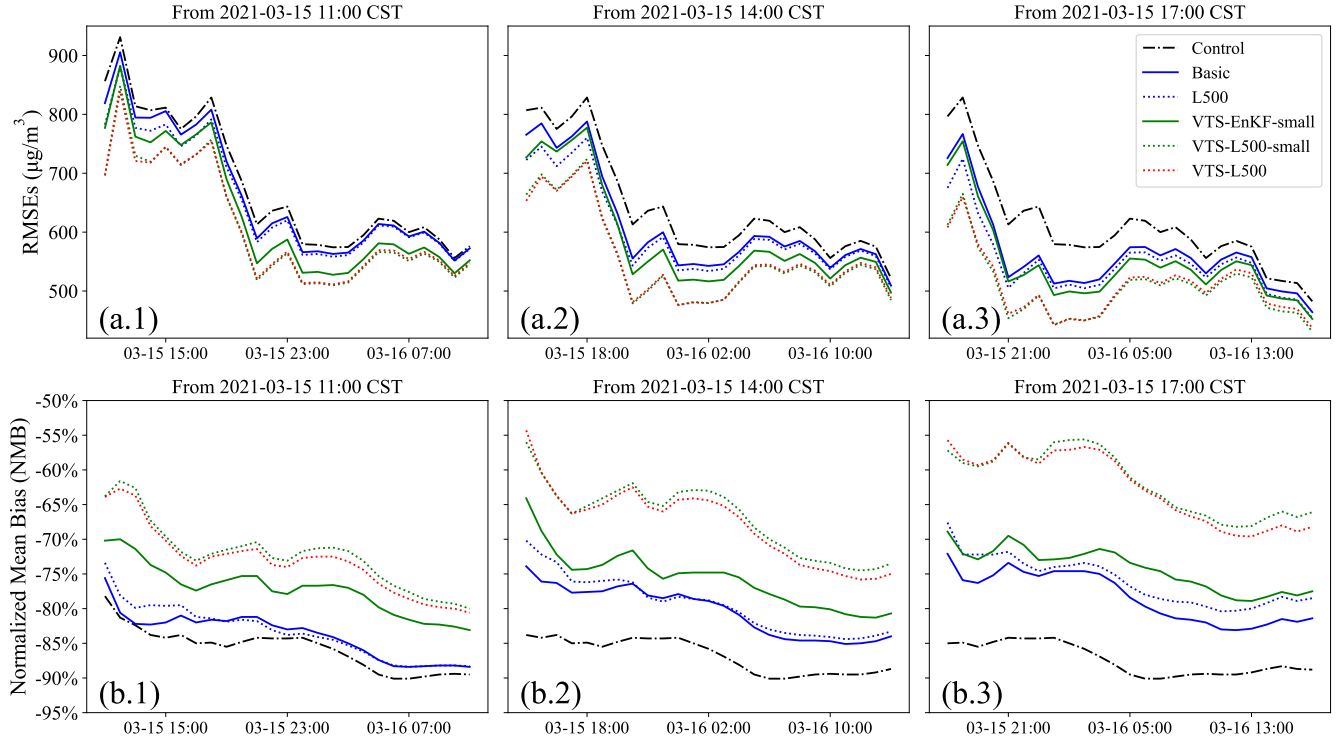 From 2021-03-15 11:00 CST
From 2021-03-15 14:00 CST
From 2021-03-15 17:00 CST
RMSEs (μg/m³)
900
800
700
600
500
(a.1)
(a.2)
(a.3)
Control
Basic
L500
VTS-EnKF-small
VTS-L500-small
VTS-L500
03-15 15:00
03-15 23:00
03-16 07:00
03-15 18:00
03-16 02:00
03-16 10:00
03-15 21:00
03-16 05:00
03-16 13:00
From 2021-03-15 11:00 CST
From 2021-03-15 14:00 CST
From 2021-03-15 17:00 CST
Normalized Mean Bias (NMB)
-50%
-55%
-60%
-65%
-70%
-75%
-80%
-85%
-90%
-95%
(b.1)
(b.2)
(b.3)
03-15 15:00
03-15 23:00
03-16 07:00
03-15 18:00
03-16 02:00
03-16 10:00
03-15 21:00
03-16 05:00
03-16 13:00